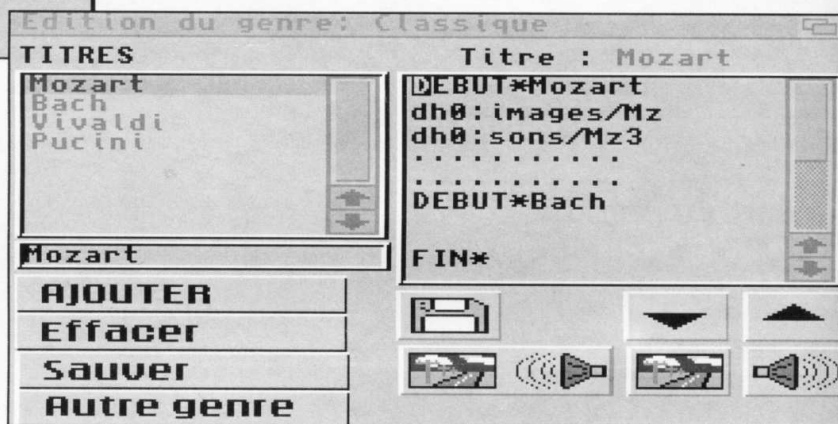 Edition du genre: Classique
TITRES
Mozart
Bach
Vivaldi
Pucini
Mozart
AJOUTER
Effacer
Sauver
Autre genre
Titre : Mozart
DEBUT*Mozart
dh0:images/Mz
dh0:sons/Mz3
...........
...........
DEBUT*Bach
FIN*